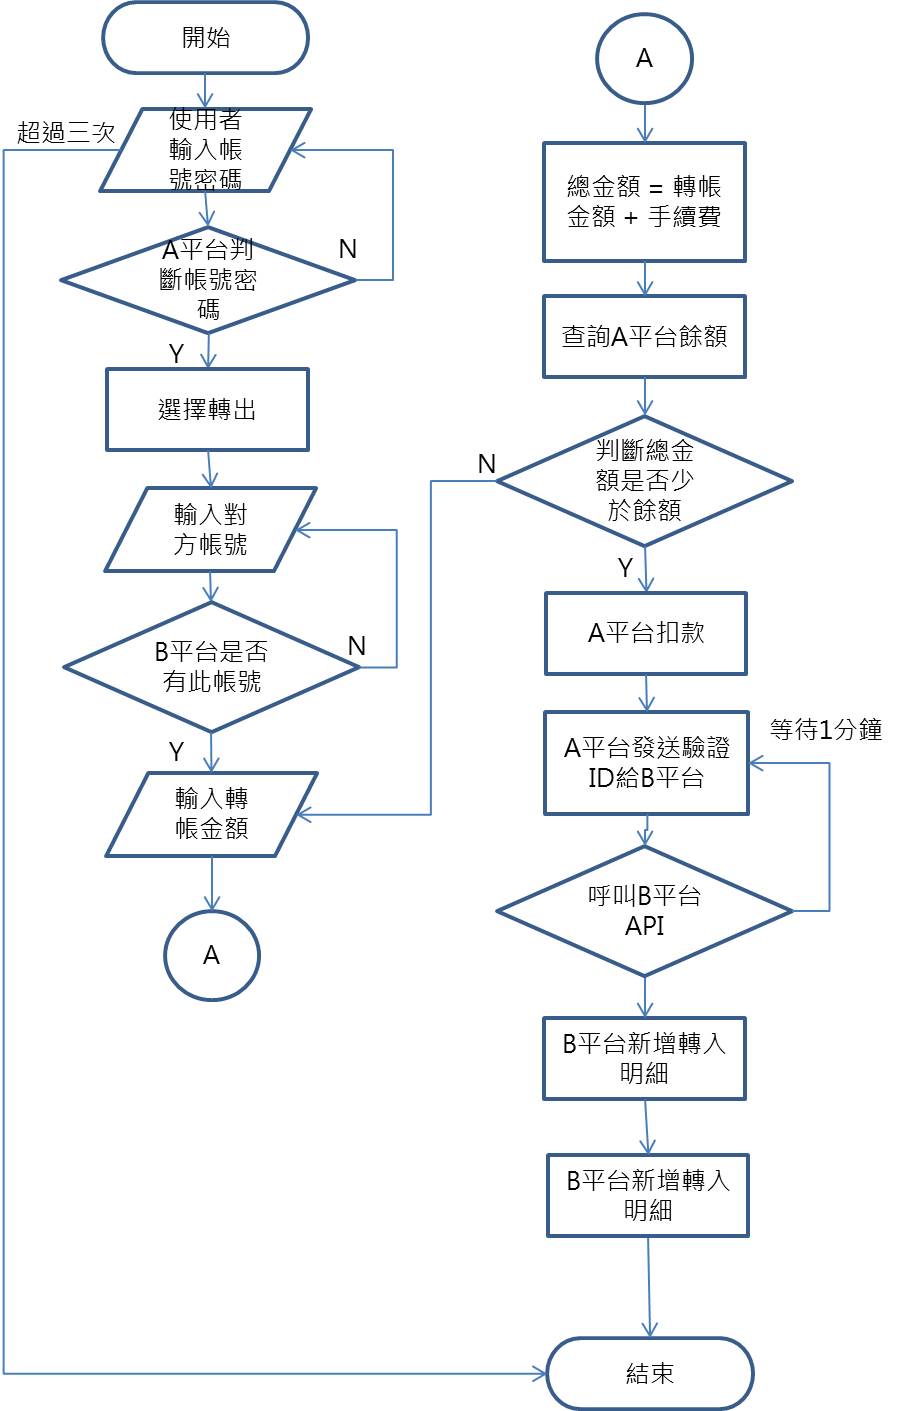 開始
超過三次
使用者
輸入帳
號密碼
A平台判
斷帳號密
碼
N
Y
選擇轉出
輸入對
方帳號
B平台是否
有此帳號
N
Y
輸入轉
帳金額
A
A
總金額 = 轉帳
金額 + 手續費
查詢A平台餘額
判斷總金
額是否少
於餘額
N
Y
A平台扣款
A平台發送驗證
ID給B平台
等待1分鐘
呼叫B平台
API
B平台新增轉入
明細
B平台新增轉入
明細
結束